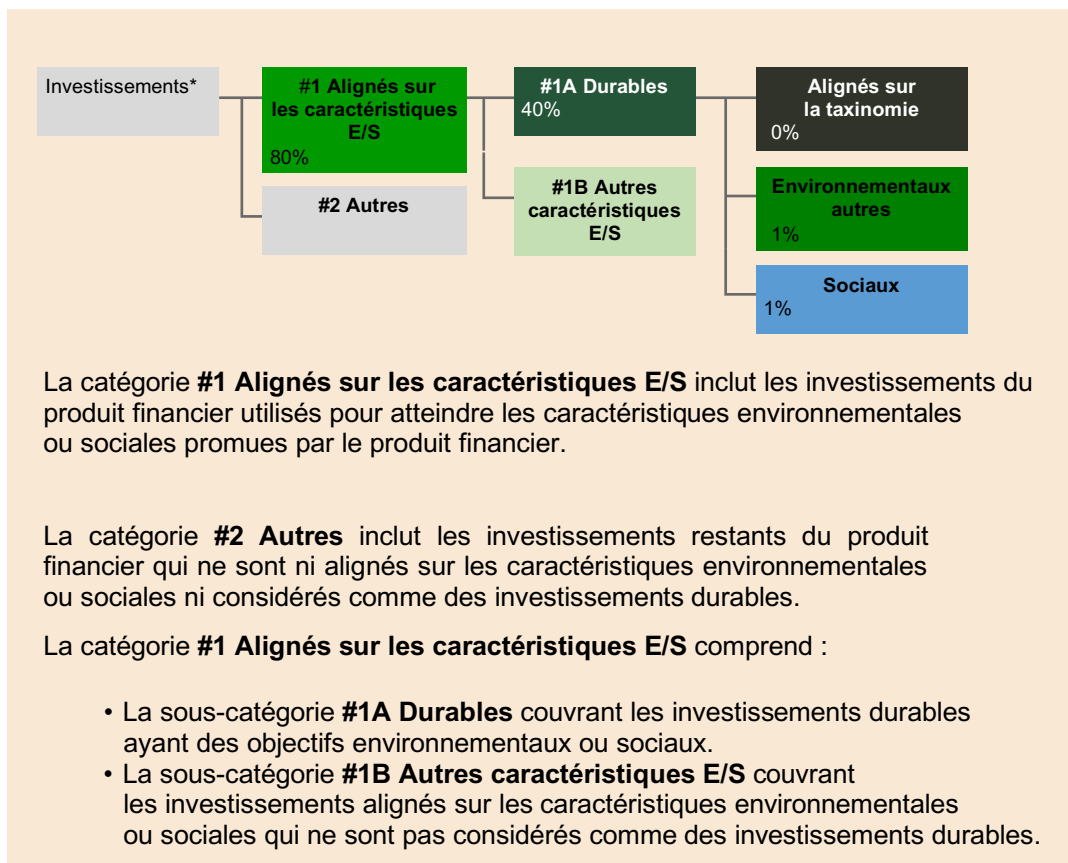 Investissements*
#1 Alignés sur
les caractéristiques
E/S
80%
#2 Autres
#1A Durables
40%
#1B Autres
caractéristiques
E/S
Alignés sur
la taxinomie
0%
Environnementaux
autres
1%
Sociaux
1%
La catégorie #1 Alignés sur les caractéristiques E/S inclut les investissements du
produit financier utilisés pour atteindre les caractéristiques environnementales
ou sociales promues par le produit financier.
La catégorie #2 Autres inclut les investissements restants du produit
financier qui ne sont ni alignés sur les caractéristiques environnementales
ou sociales ni considérés comme des investissements durables.
La catégorie #1 Alignés sur les caractéristiques E/S comprend :
• La sous-catégorie #1A Durables couvrant les investissements durables
ayant des objectifs environnementaux ou sociaux.
• La sous-catégorie #1B Autres caractéristiques E/S couvrant
les investissements alignés sur les caractéristiques environnementales
ou sociales qui ne sont pas considérés comme des investissements durables.